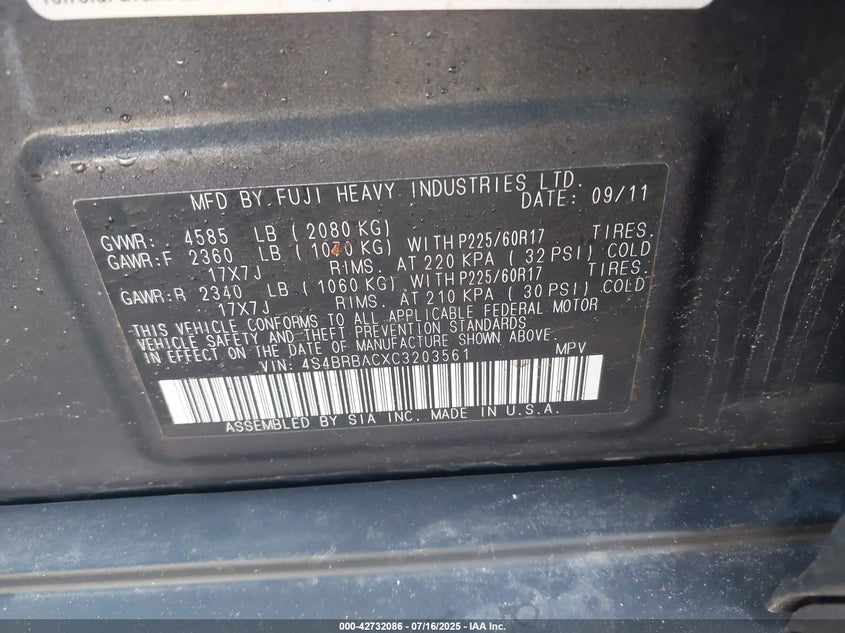 MFD BY FUJI HEAVY INDUSTRIES LTD.
DATE: 09/11
GVWR: 4585 LB ( 2080 KG)
GAWR:F 2360 LB ( 1070 KG) WITH P225/60R17 TIRES.
17X7J RIMS. AT 220 KPA ( 32 PSI) COLD
GAWR:R 2340 LB ( 1060 KG) WITH P225/60R17 TIRES.
17X7J RIMS. AT 210 KPA ( 30 PSI) COLD
THIS VEHICLE CONFORMS TO ALL APPLICABLE FEDERAL MOTOR
VEHICLE SAFETY AND THEFT PREVENTION STANDARDS
IN EFFECT ON THE DATE OF MANUFACTURE SHOWN ABOVE.
VIN: 4S4BRBACXC3203561 MPV
ASSEMBLED BY SIA INC. MADE IN U.S.A.
000-42732086 - 07/16/2025 - IAA Inc.